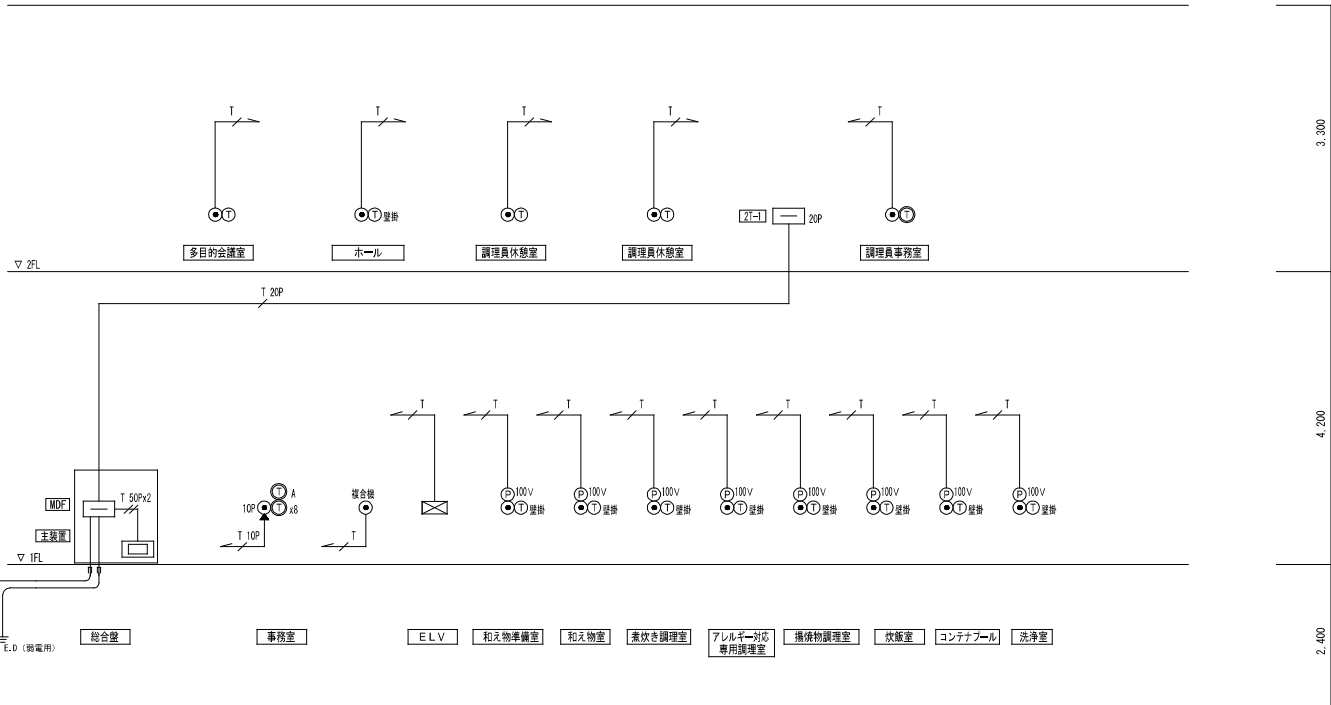 T
T
T
T
T
3.300
T
T
壁掛
T
T
2T-1
20P
T
多目的会議室
ホール
調理員休憩室
調理員休憩室
調理員事務室
▽ 2FL
T 20P
T
T
T
T
T
T
T
T
T
4.200
MDF
T 50Px2
T
A
10P
T
x8
複合機
P 100V
P 100V
P 100V
P 100V
P 100V
P 100V
P 100V
P 100V
T 壁掛
T 壁掛
T 壁掛
T 壁掛
T 壁掛
T 壁掛
T 壁掛
T 壁掛
主装置
T 10P
T
▽ 1FL
E.D (弱電用)
総合盤
事務室
ELV
和え物準備室
和え物室
煮炊き調理室
アレルギー対応
専用調理室
揚焼物調理室
炊飯室
コンテナプール
洗浄室
2.400